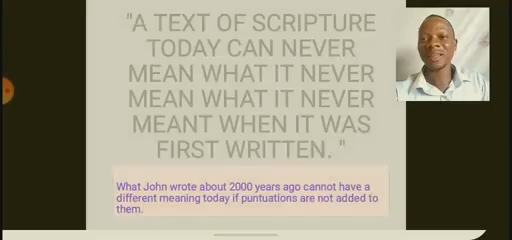 "A TEXT OF SCRIPTURE
TODAY CAN NEVER
MEAN WHAT IT NEVER
MEAN WHAT IT NEVER
MEANT WHEN IT WAS
FIRST WRITTEN. "
What John wrote about 2000 years ago cannot have a
different meaning today if puntuations are not added to
them.